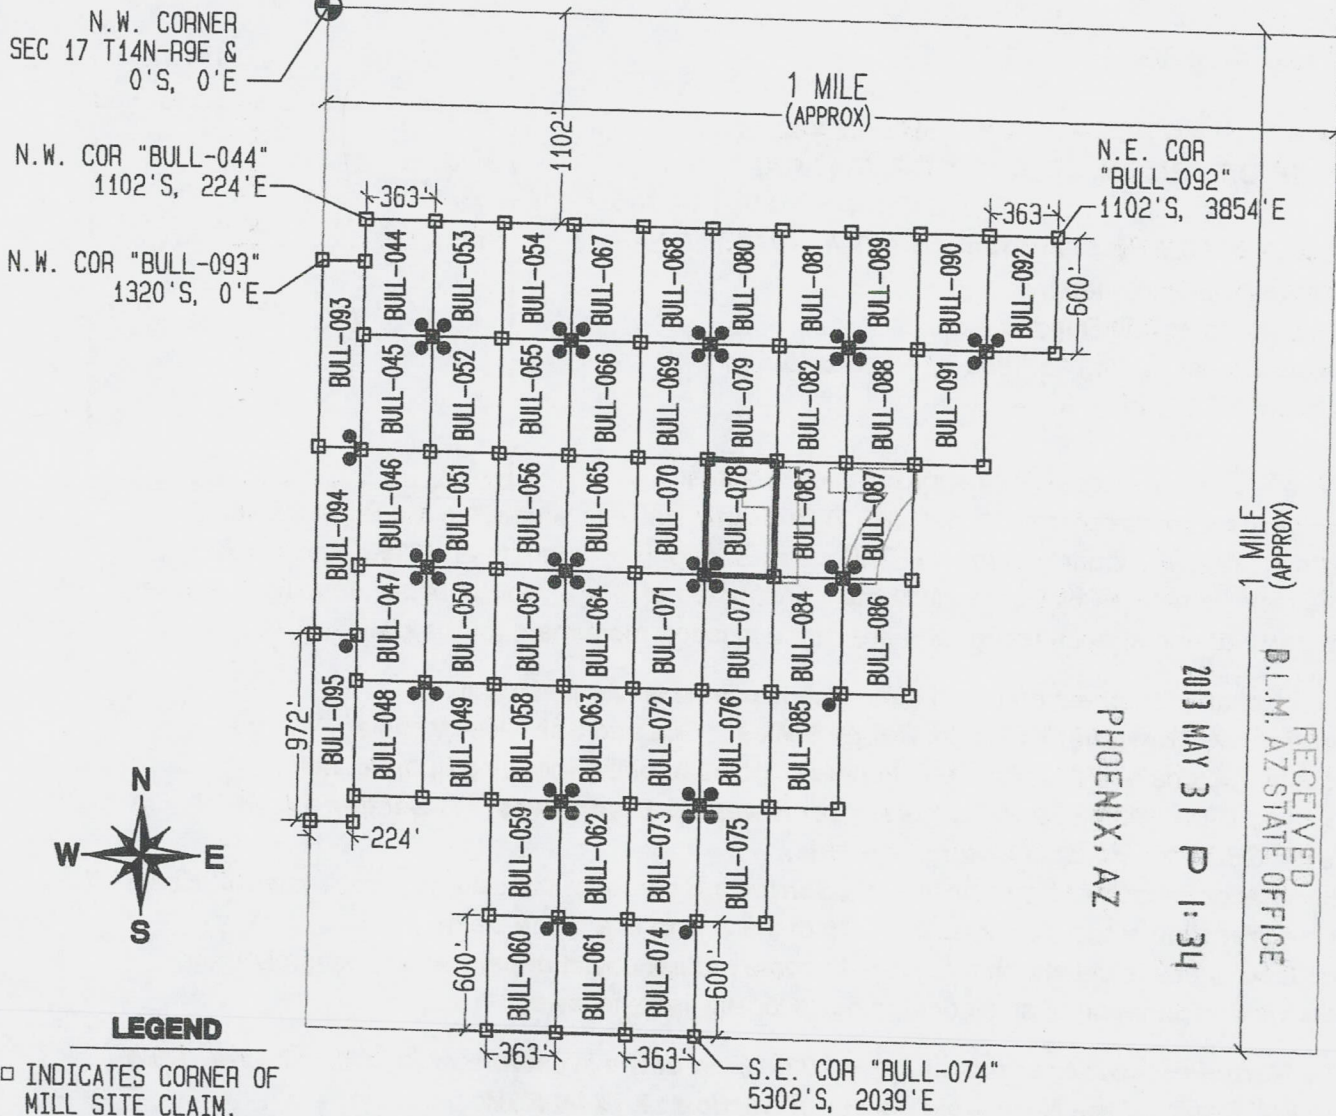 N.W. CORNER
SEC 17 T14N-R9E &
0'S, 0'E
1 MILE
(APPROX)
1102'
N.W. COR "BULL-044"
1102'S, 224'E
363'
N.E. COR
"BULL-092"
1102'S, 3854'E
363'
N.W. COR "BULL-093"
1320'S, 0'E
600'
BULL-093
BULL-044
BULL-053
BULL-054
BULL-067
BULL-068
BULL-080
BULL-081
BULL-089
BULL-090
BULL-092
BULL-045
BULL-052
BULL-055
BULL-066
BULL-069
BULL-079
BULL-082
BULL-088
BULL-091
BULL-094
BULL-046
BULL-051
BULL-056
BULL-065
BULL-070
BULL-078
BULL-083
BULL-087
BULL-047
BULL-050
BULL-057
BULL-064
BULL-071
BULL-077
BULL-084
BULL-086
BULL-095
BULL-048
BULL-049
BULL-058
BULL-063
BULL-072
BULL-076
BULL-085
BULL-059
BULL-062
BULL-073
BULL-075
BULL-060
BULL-061
BULL-074
1 MILE
(APPROX)
RECEIVED
B.L.M. AZ STATE OFFICE
2013 MAY 31 P 1:34
PHOENIX, AZ
972'
224'
N
W
E
S
600'
600'
363'
363'
S.E. COR "BULL-074"
5302'S, 2039'E
LEGEND
□ INDICATES CORNER OF
MILL SITE CLAIM.